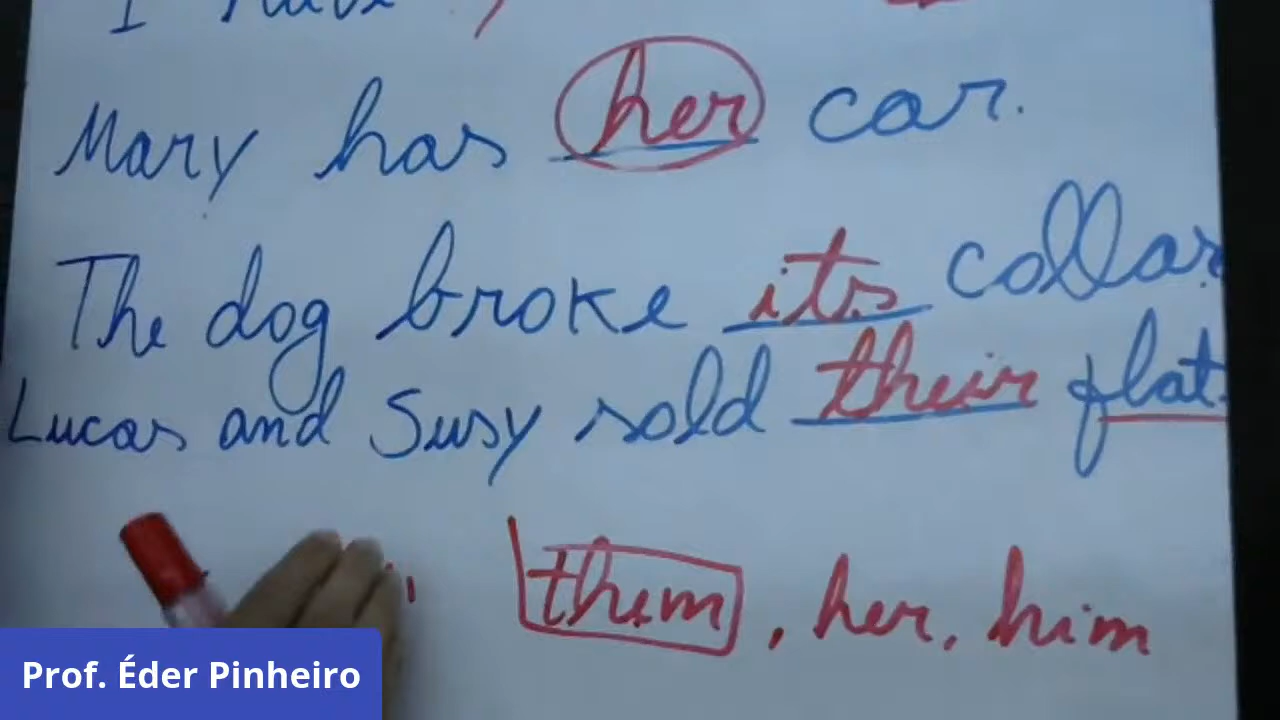 I have
Mary has her car.
The dog broke its collar.
Lucas and Susy sold their flat.
them, her, him
Prof. Éder Pinheiro